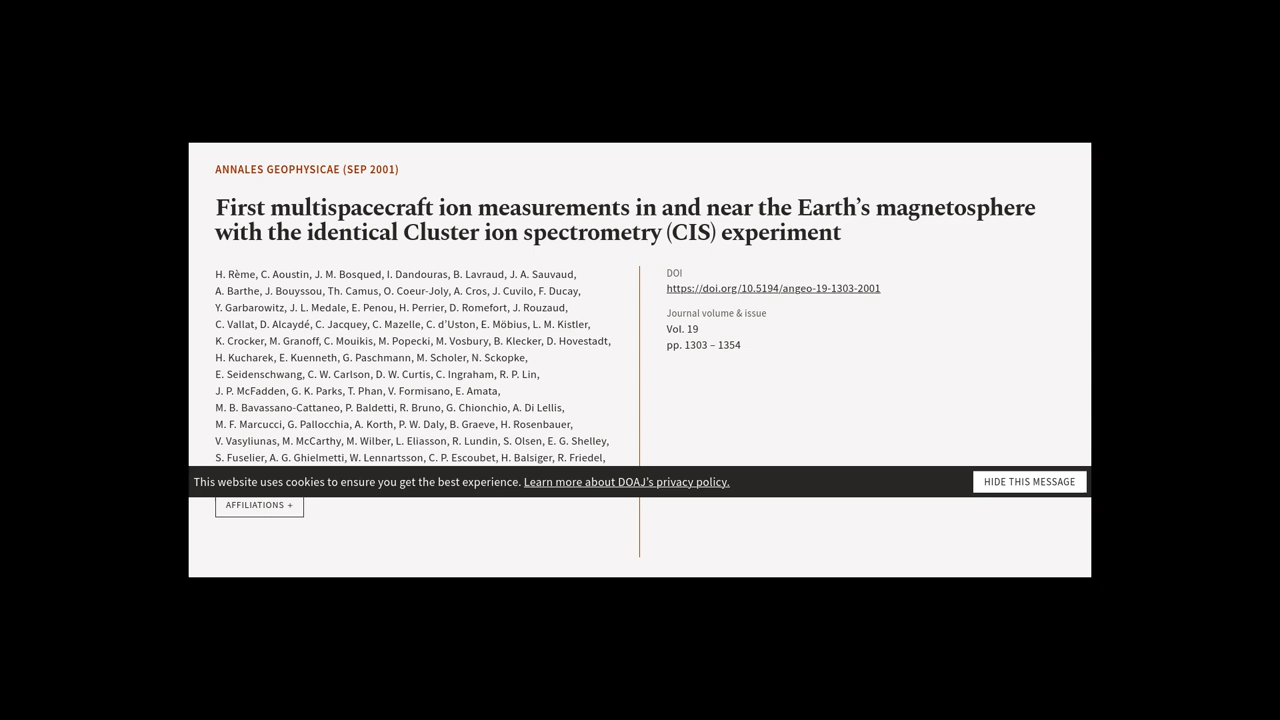 ANNALES GEOPHYSICAE (SEP 2001)
First multispacecraft ion measurements in and near the Earth’s magnetosphere
with the identical Cluster ion spectrometry (CIS) experiment
H. Rème, C. Aoustin, J. M. Bosqued, I. Dandouras, B. Lavraud, J. A. Sauvaud,
A. Barthe, J. Bouyssou, Th. Camus, O. Coeur-Joly, A. Cros, J. Cuvilo, F. Ducay,
Y. Garbarowitz, J. L. Medale, E. Penou, H. Perrier, D. Romefort, J. Rouzaud,
C. Vallat, D. Alcaydé, C. Jacquey, C. Mazelle, C. d’Uston, E. Möbius, L. M. Kistler,
K. Crocker, M. Granoff, C. Mouikis, M. Popecki, M. Vosbury, B. Klecker, D. Hovestadt,
H. Kucharek, E. Kuenneth, G. Paschmann, M. Scholer, N. Sckopke,
E. Seidenschwang, C. W. Carlson, D. W. Curtis, C. Ingraham, R. P. Lin,
J. P. McFadden, G. K. Parks, T. Phan, V. Formisano, E. Amata,
M. B. Bavassano-Cattaneo, P. Baldetti, R. Bruno, G. Chionchio, A. Di Lellis,
M. F. Marcucci, G. Pallocchia, A. Korth, P. W. Daly, B. Graeve, H. Rosenbauer,
V. Vasyliunas, M. McCarthy, M. Wilber, L. Eliasson, R. Lundin, S. Olsen, E. G. Shelley,
S. Fuselier, A. G. Ghielmetti, W. Lennartsson, C. P. Escoubet, H. Balsiger, R. Friedel,
AFFILIATIONS +
DOI
https://doi.org/10.5194/angeo-19-1303-2001
Journal volume & issue
Vol. 19
pp. 1303 – 1354
This website uses cookies to ensure you get the best experience. Learn more about DOAJ’s privacy policy.
HIDE THIS MESSAGE